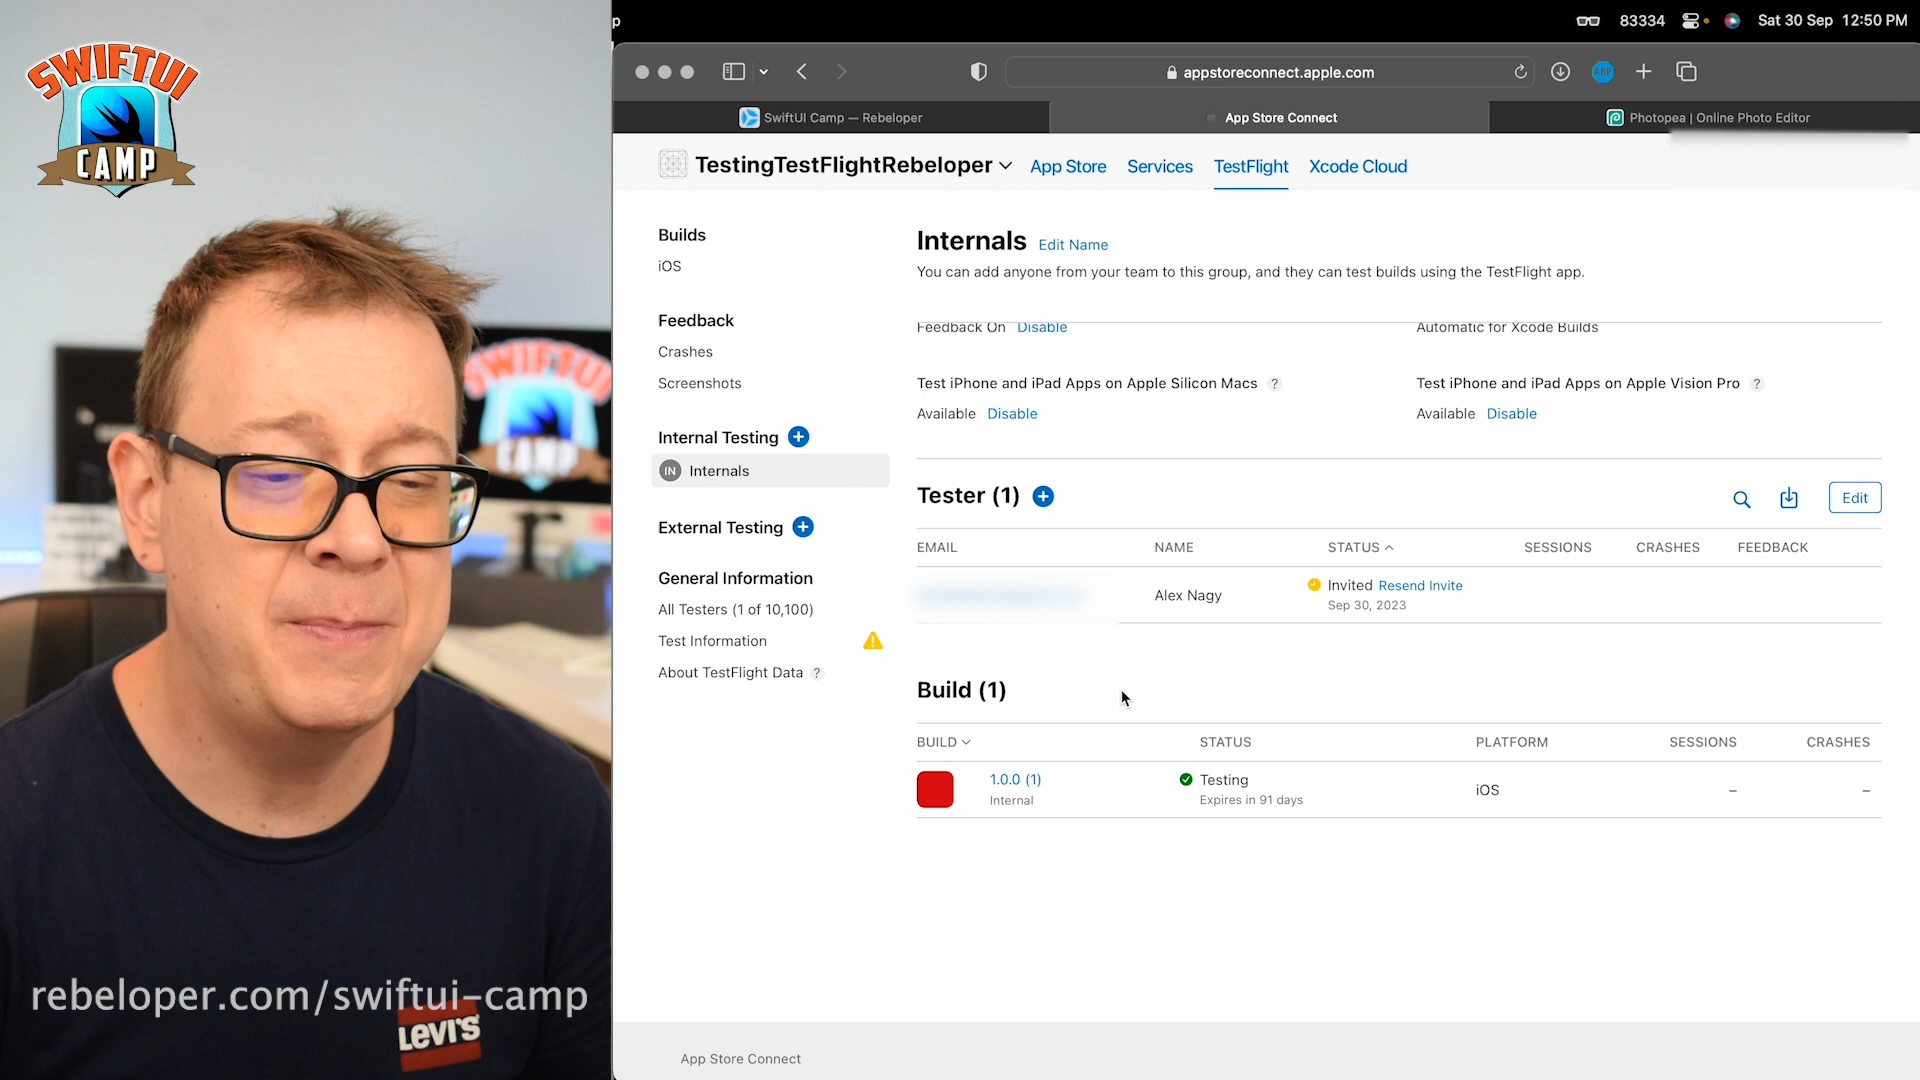 SWIFTUI
CAMP
p
83334
Sat 30 Sep 12:50 PM
appstoreconnect.apple.com
ABP
SwiftUI Camp — Rebeloper
App Store Connect
Photopea | Online Photo Editor
TestingTestFlightRebeloper
App Store
Services
TestFlight
Xcode Cloud
Builds
iOS
Feedback
Crashes
Screenshots
Internal Testing
IN Internals
External Testing
General Information
All Testers (1 of 10,100)
Test Information
About TestFlight Data ?
Internals Edit Name
You can add anyone from your team to this group, and they can test builds using the TestFlight app.
Feedback On Disable
Automatic for Xcode Builds
Test iPhone and iPad Apps on Apple Silicon Macs ?
Available Disable
Test iPhone and iPad Apps on Apple Vision Pro ?
Available Disable
Tester (1)
Edit
EMAIL NAME STATUS SESSIONS CRASHES FEEDBACK
Alex Nagy
Invited Resend Invite
Sep 30, 2023
Build (1)
BUILD STATUS PLATFORM SESSIONS CRASHES
1.0.0 (1)
Internal
Testing
Expires in 91 days
iOS
–
–
App Store Connect
SWIFTUI
CAMP
rebeloper.com/swiftui-camp
LEVI'S